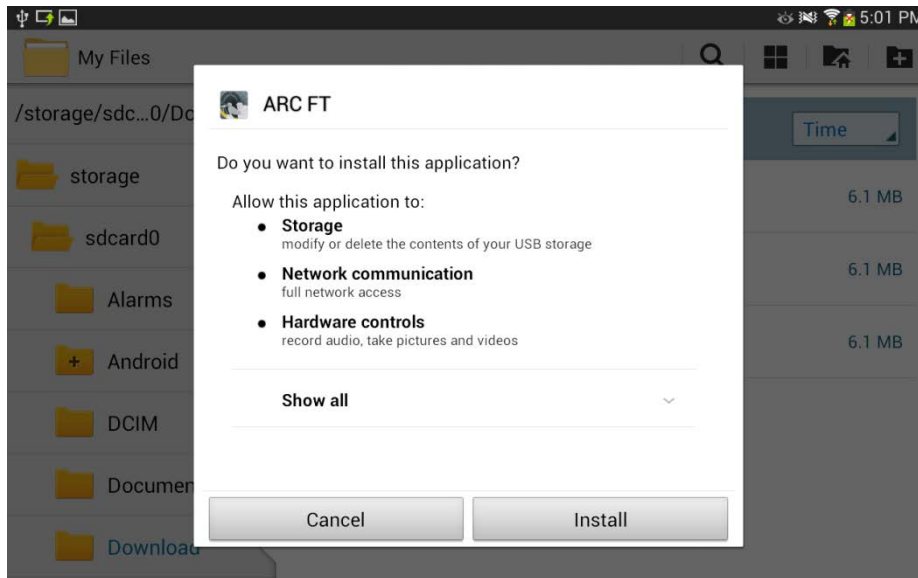 5:01 PM
My Files
/storage/sdc...0/Do
Time
storage
6.1 MB
sdcard0
6.1 MB
Alarms
6.1 MB
Android
DCIM
Documen
Download
ARC FT
Do you want to install this application?
Allow this application to:
Storage
modify or delete the contents of your USB storage
Network communication
full network access
Hardware controls
record audio, take pictures and videos
Show all
Cancel
Install